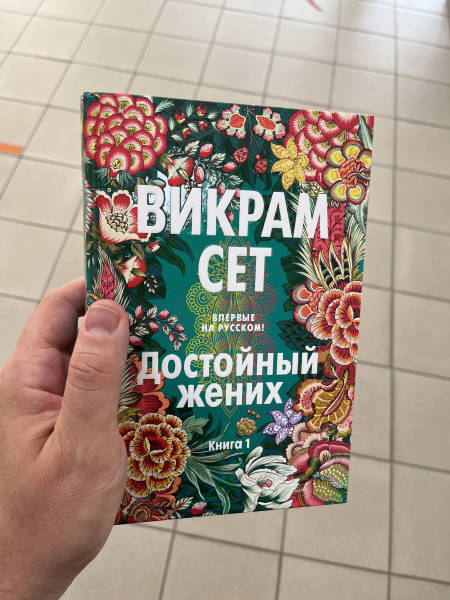 ВИКРАМ
СЕТ
ВПЕРВЫЕ
НА РУССКОМ!
ДОСТОЙНЫЙ
ЖЕНИХ
Книга 1